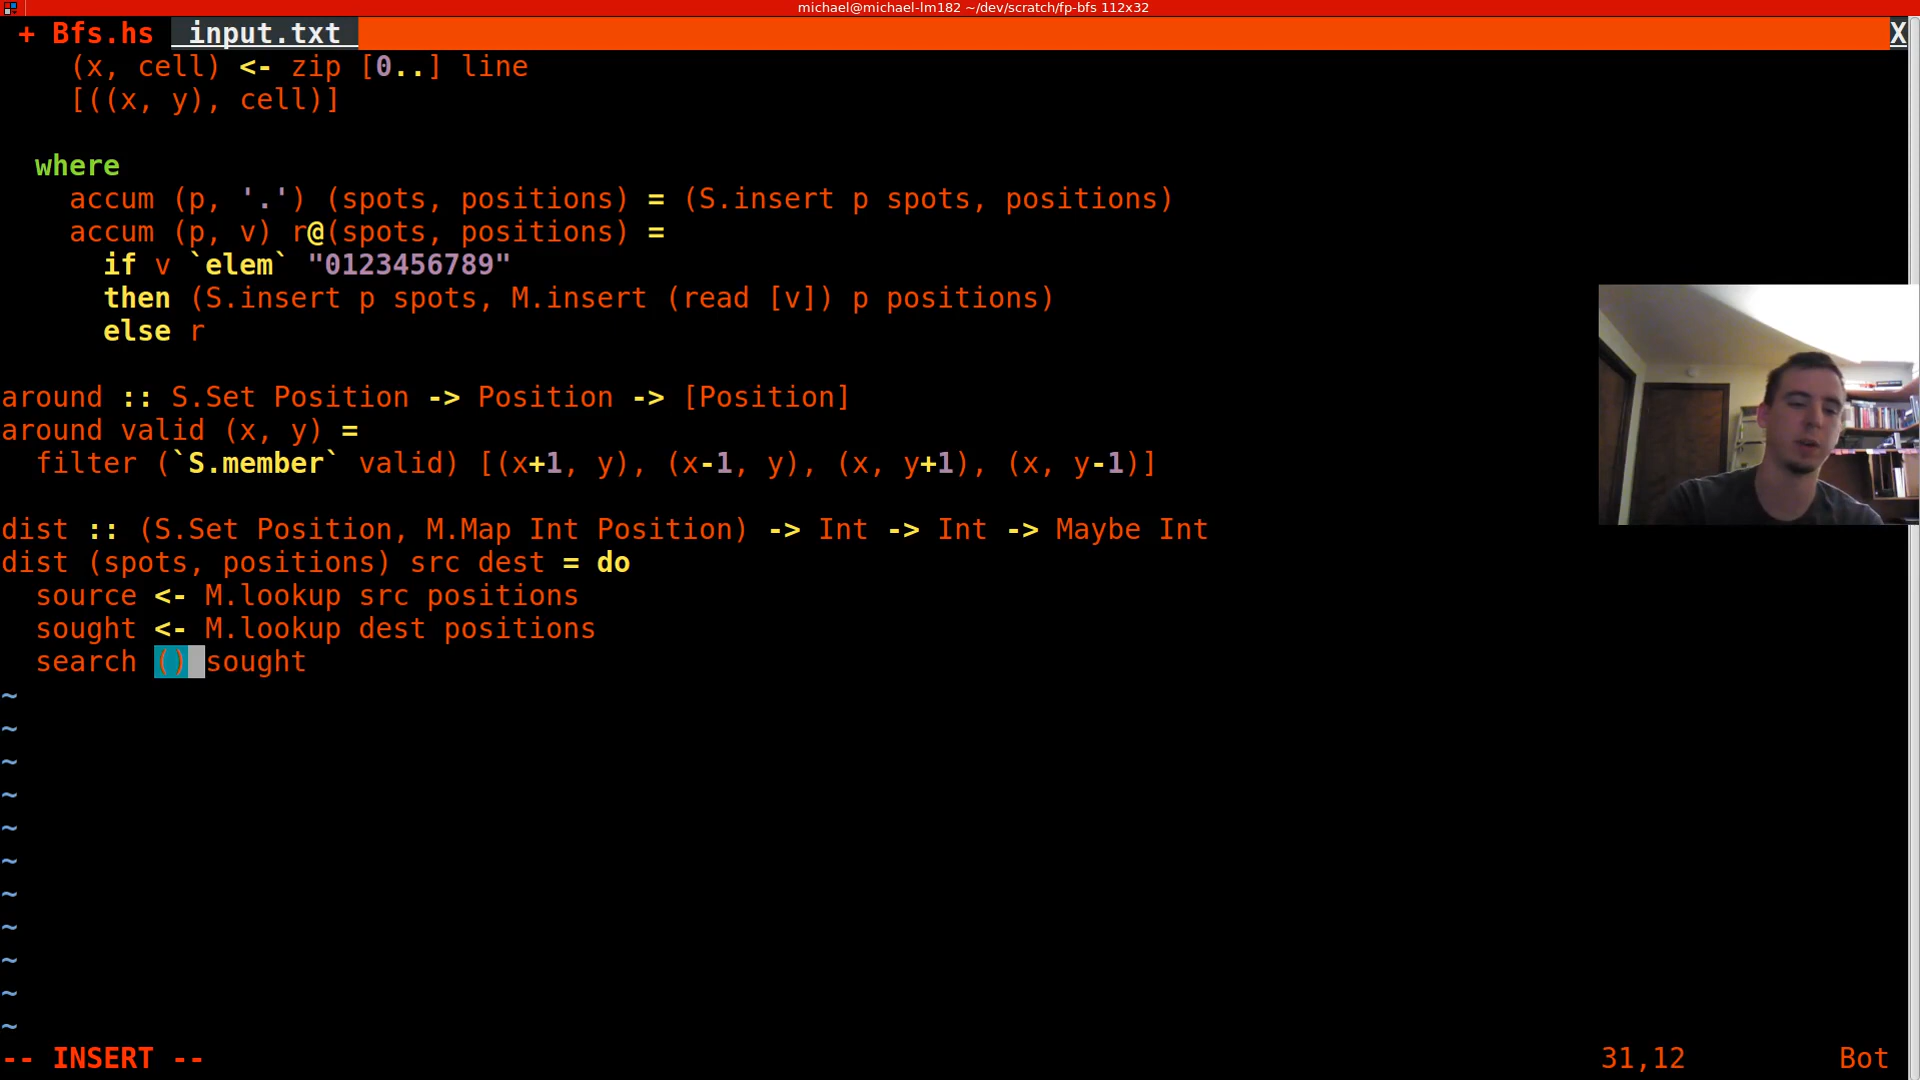 michael@michael-lm182 ~/dev/scratch/fp-bfs 112x32
+ Bfs.hs  input.txt X
    (x, cell) <- zip [0..] line
    [((x, y), cell)]
  where
    accum (p, '.') (spots, positions) = (S.insert p spots, positions)
    accum (p, v) r@(spots, positions) =
      if v `elem` "0123456789"
      then (S.insert p spots, M.insert (read [v]) p positions)
      else r
around :: S.Set Position -> Position -> [Position]
around valid (x, y) =
  filter (`S.member` valid) [(x+1, y), (x-1, y), (x, y+1), (x, y-1)]
dist :: (S.Set Position, M.Map Int Position) -> Int -> Int -> Maybe Int
dist (spots, positions) src dest = do
  source <- M.lookup src positions
  sought <- M.lookup dest positions
  search () sought
~
~
~
~
~
~
~
~
~
~
~
-- INSERT -- 31,12 Bot